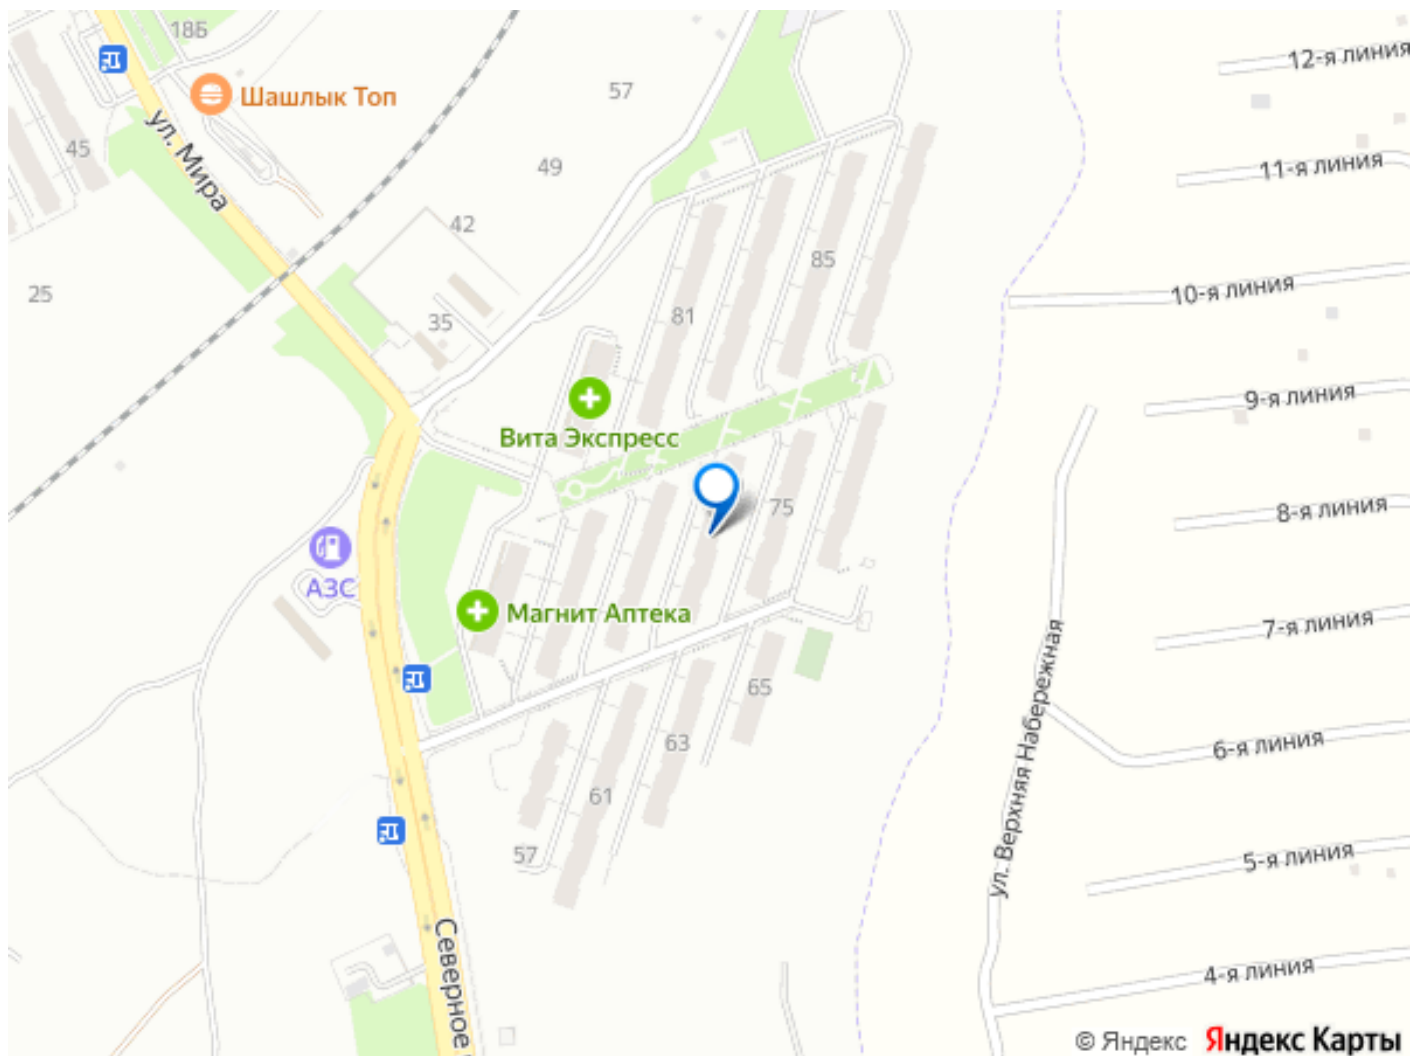 18Б
12-я линия
Шашлык Топ
57
ул. Мира
45
11-я линия
49
42
85
25
10-я линия
35
81
9-я линия
Вита Экспресс
75
8-я линия
АЗС
Магнит Аптека
7-я линия
ул. Верхняя Набережная
65
63
6-я линия
61
57
5-я линия
Северное
4-я линия
© Яндекс Яндекс Карты